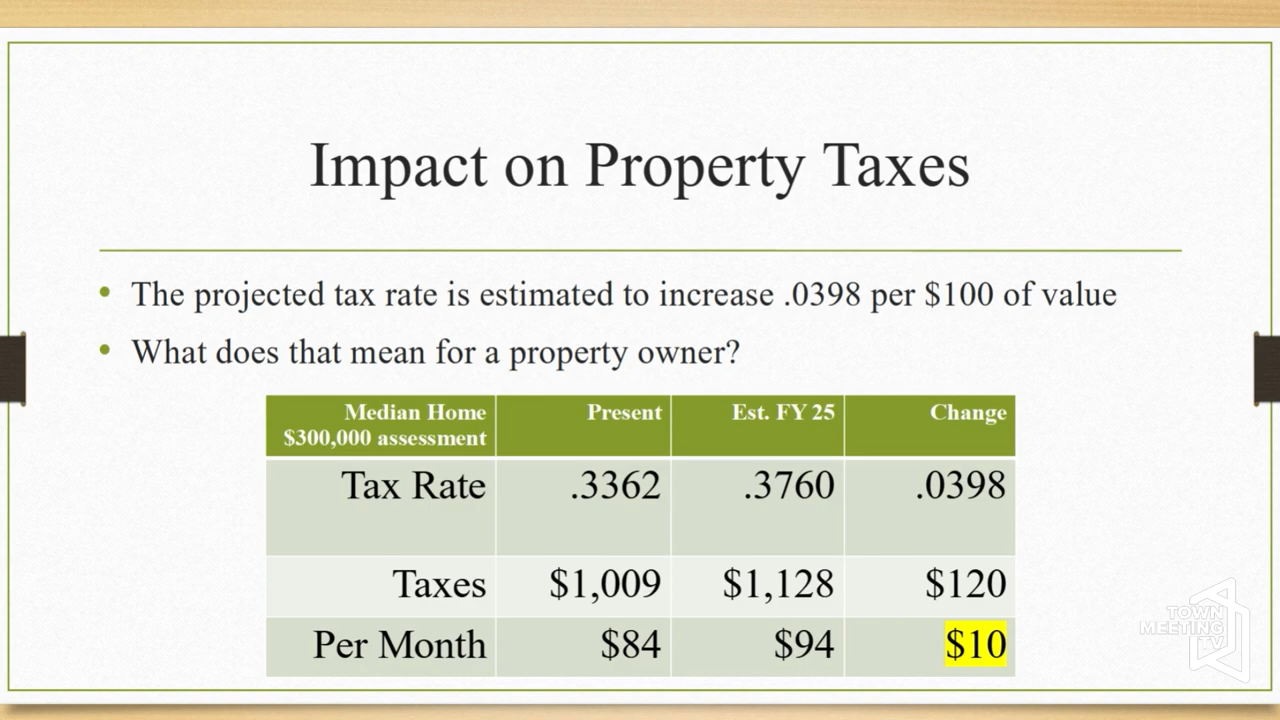 Impact on Property Taxes
• The projected tax rate is estimated to increase .0398 per $100 of value
• What does that mean for a property owner?
Median Home
$300,000 assessment
Present
Est. FY 25
Change
Tax Rate .3362 .3760 .0398
Taxes $1,009 $1,128 $120
Per Month $84 $94 $10
TOWN
MEETING
TV